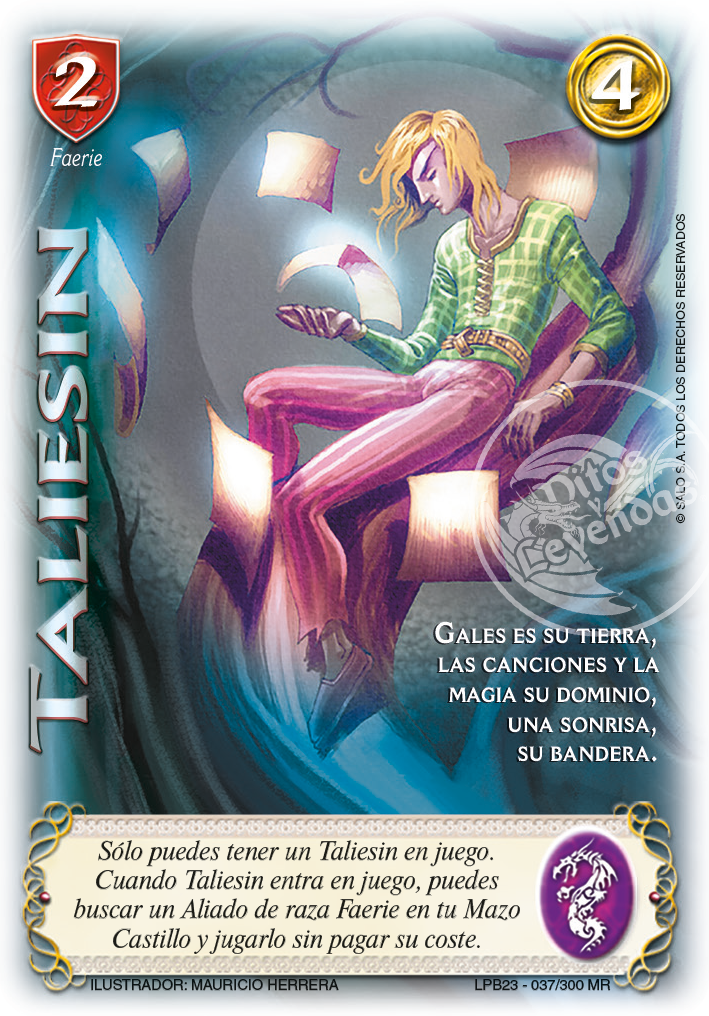 2
4
Faerie
TALIESIN
© SALO S.A. TODOS LOS DERECHOS RESERVADOS
Mitos
y
Leyendas
GALES ES SU TIERRA,
LAS CANCIONES Y LA
MAGIA SU DOMINIO,
UNA SONRISA,
SU BANDERA.
Sólo puedes tener un Taliesin en juego.
Cuando Taliesin entra en juego, puedes
buscar un Aliado de raza Faerie en tu Mazo
Castillo y jugarlo sin pagar su coste.
ILUSTRADOR: MAURICIO HERRERA
LPB23 - 037/300 MR